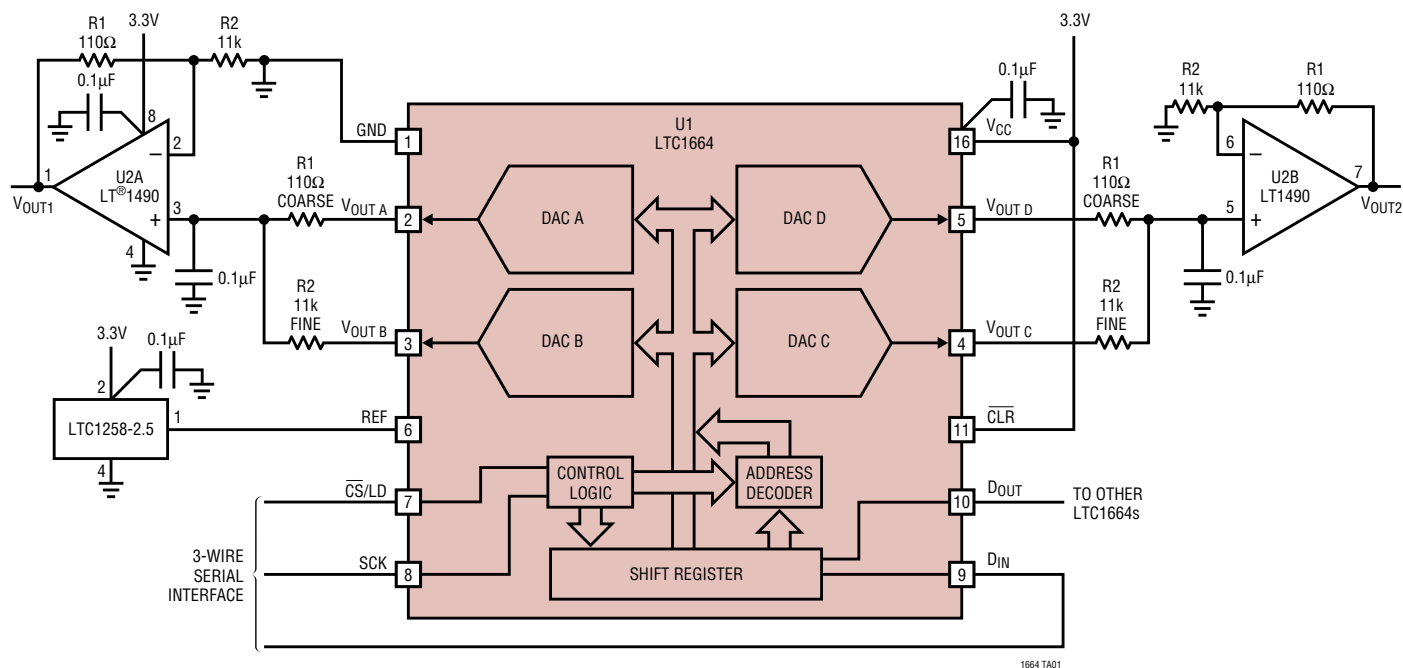 R1
110Ω
3.3V
R2
11k
0.1µF
8
2
−
1
U2A
LT®1490
3
+
4
VOUT1
0.1µF
R1
110Ω
COARSE
R2
11k
FINE
3.3V
0.1µF
2
LTC1258-2.5
1
4
GND
1
VOUT A
2
VOUT B
3
REF
6
CS/LD
7
SCK
8
3-WIRE
SERIAL
INTERFACE
U1
LTC1664
DAC A
DAC D
DAC B
DAC C
CONTROL
LOGIC
ADDRESS
DECODER
SHIFT REGISTER
3.3V
0.1µF
VCC
16
5
VOUT D
4
VOUT C
11
CLR
10
DOUT
TO OTHER
LTC1664s
9
DIN
R1
110Ω
COARSE
R2
11k
FINE
0.1µF
R2
11k
R1
110Ω
6
−
U2B
LT1490
7
5
+
VOUT2
1664 TA01